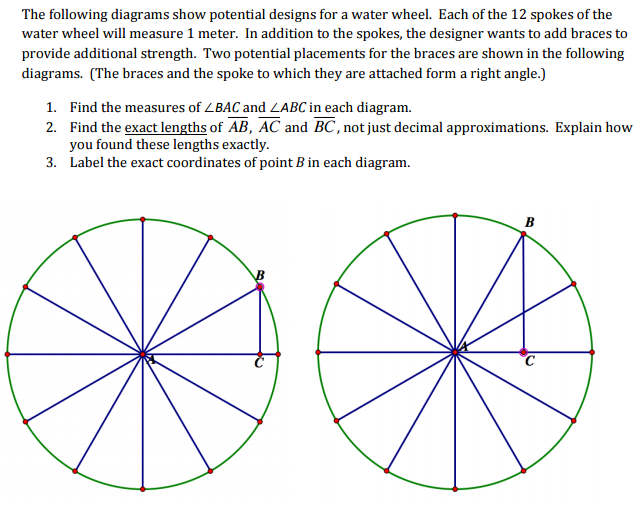 The following diagrams show potential designs for a water wheel. Each of the 12 spokes of the
water wheel will measure 1 meter. In addition to the spokes, the designer wants to add braces to
provide additional strength. Two potential placements for the braces are shown in the following
diagrams. (The braces and the spoke to which they are attached form a right angle.)
1. Find the measures of ∠BAC and ∠ABC in each diagram.
2. Find the exact lengths of A̅B̅, A̅C̅ and B̅C̅, not just decimal approximations. Explain how
you found these lengths exactly.
3. Label the exact coordinates of point B in each diagram.
B
A
C
B
A
C